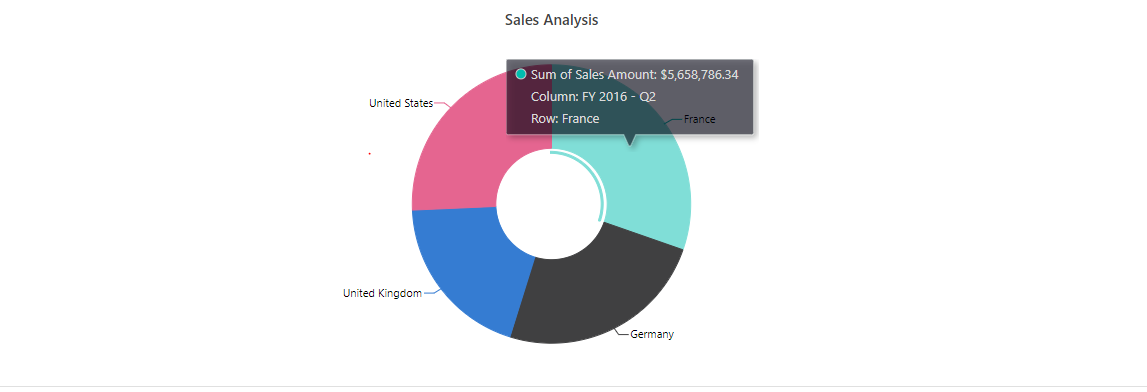 Sales Analysis
Sum of Sales Amount: $5,658,786.34
Column: FY 2016 - Q2
Row: France
United States
France
United Kingdom
Germany